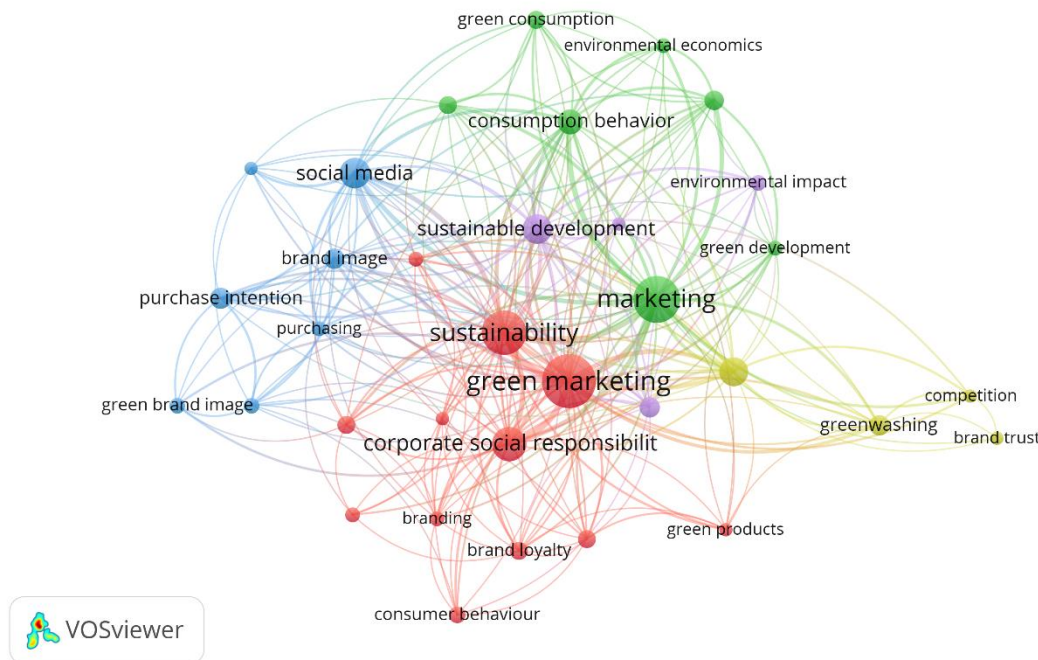 green consumption
environmental economics
consumption behavior
social media
environmental impact
sustainable development
green development
brand image
purchase intention
marketing
purchasing
sustainability
green marketing
green brand image
competition
greenwashing
brand trust
corporate social responsibilit
branding
green products
brand loyalty
consumer behaviour
VOSviewer